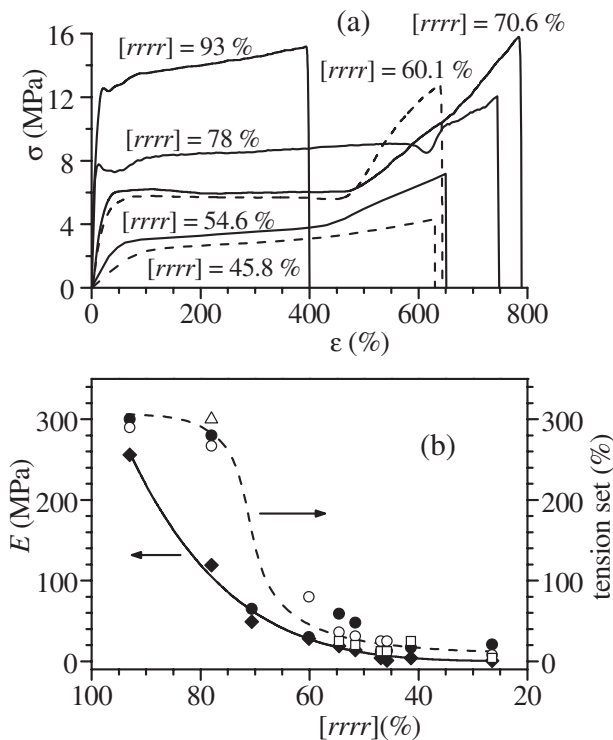 (a)
[rrrr] = 70.6 %
[rrrr] = 93 %
[rrrr] = 60.1 %
[rrrr] = 78 %
[rrrr] = 54.6 %
[rrrr] = 45.8 %
16
12
8
4
0
σ (MPa)
0 200 400 600 800
ε (%)
(b)
300
200
100
0
E (MPa)
300
200
100
0
tension set (%)
100 80 60 40 20
[rrrr](%)